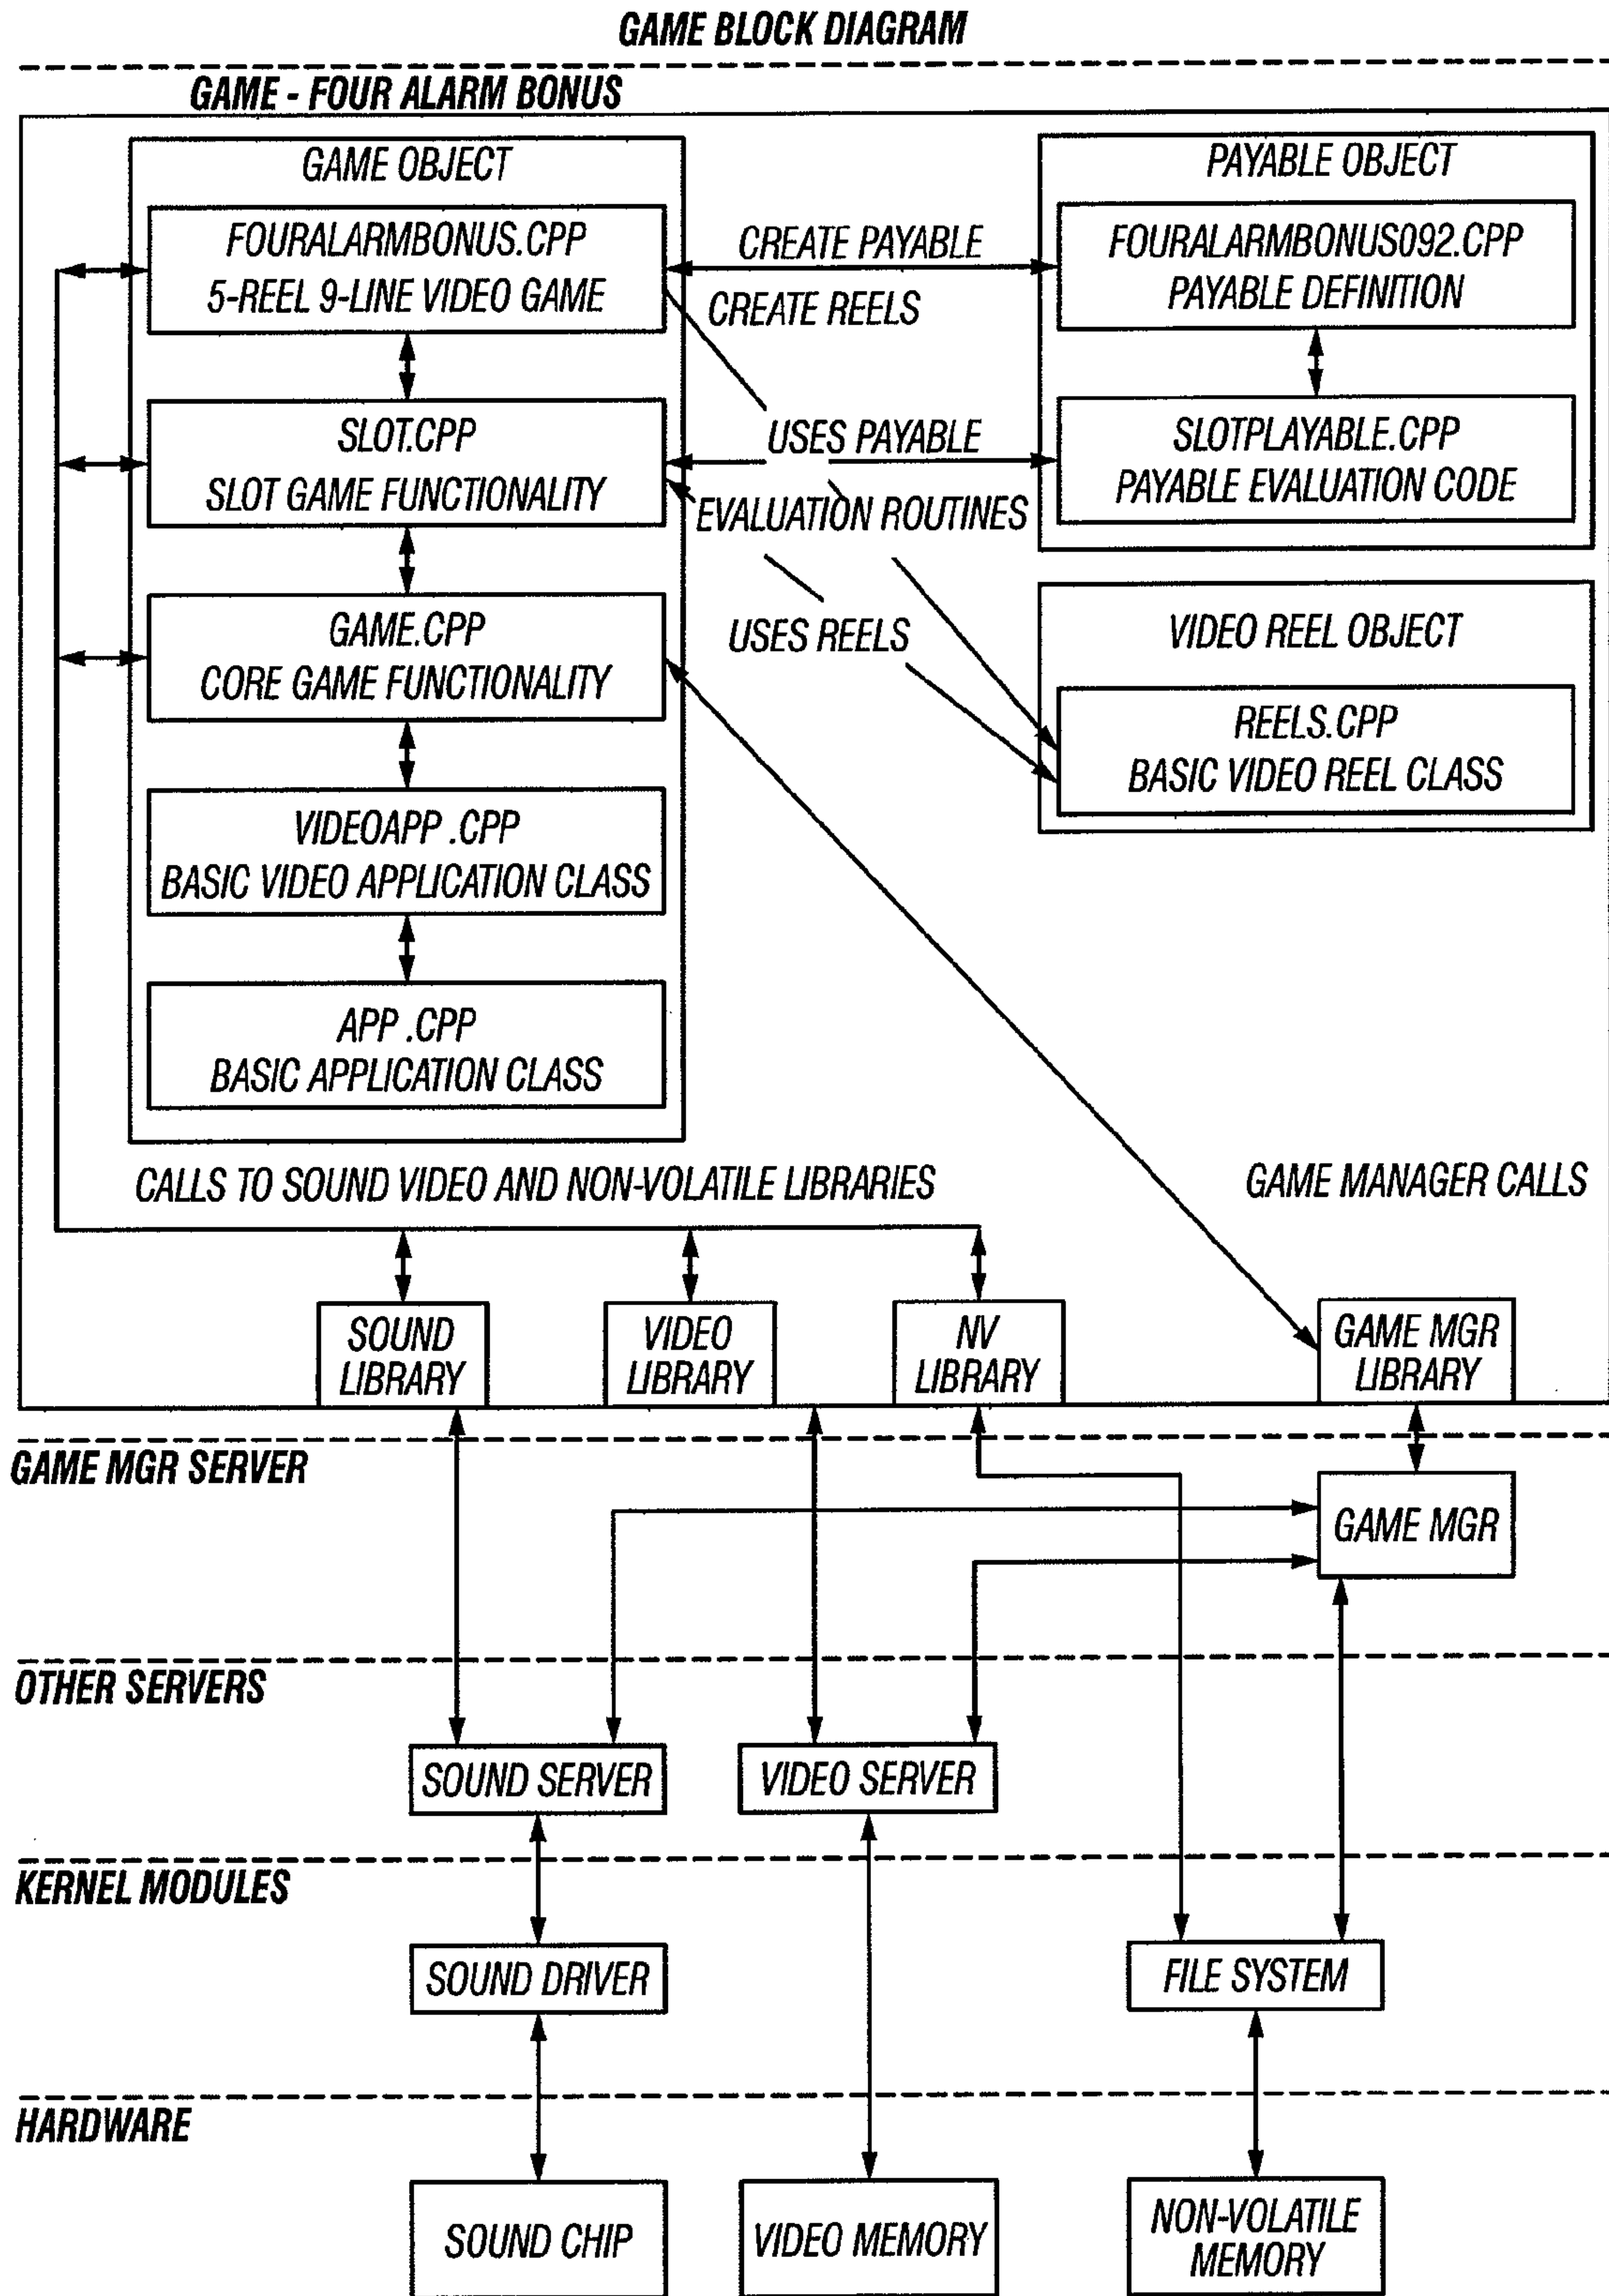 GAME BLOCK DIAGRAM
GAME - FOUR ALARM BONUS
GAME OBJECT
FOURALARMBONUS.CPP
5-REEL 9-LINE VIDEO GAME
SLOT.CPP
SLOT GAME FUNCTIONALITY
GAME.CPP
CORE GAME FUNCTIONALITY
VIDEOAPP .CPP
BASIC VIDEO APPLICATION CLASS
APP .CPP
BASIC APPLICATION CLASS
CREATE PAYABLE
CREATE REELS
USES PAYABLE
EVALUATION ROUTINES
USES REELS
PAYABLE OBJECT
FOURALARMBONUS092.CPP
PAYABLE DEFINITION
SLOTPLAYABLE.CPP
PAYABLE EVALUATION CODE
VIDEO REEL OBJECT
REELS.CPP
BASIC VIDEO REEL CLASS
CALLS TO SOUND VIDEO AND NON-VOLATILE LIBRARIES
GAME MANAGER CALLS
SOUND
LIBRARY
VIDEO
LIBRARY
NV
LIBRARY
GAME MGR
LIBRARY
GAME MGR SERVER
GAME MGR
OTHER SERVERS
SOUND SERVER
VIDEO SERVER
KERNEL MODULES
SOUND DRIVER
FILE SYSTEM
HARDWARE
SOUND CHIP
VIDEO MEMORY
NON-VOLATILE
MEMORY